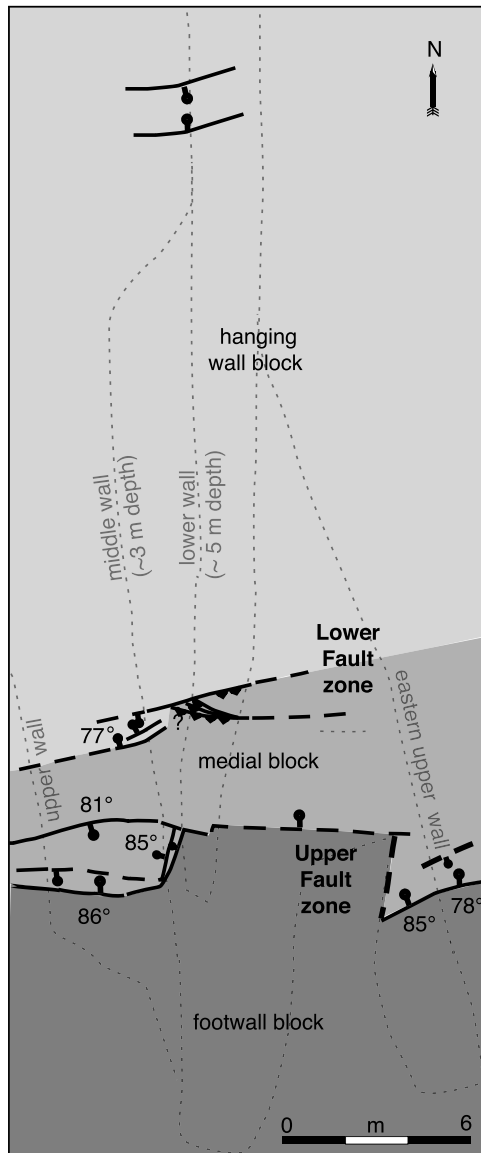 N
hanging
wall block
middle wall
(~3 m depth)
lower wall
(~ 5 m depth)
Lower
Fault
zone
77°
?
upper wall
medial block
eastern upper wall
81°
85°
Upper
Fault
zone
86°
85°
78°
footwall block
0 m 6